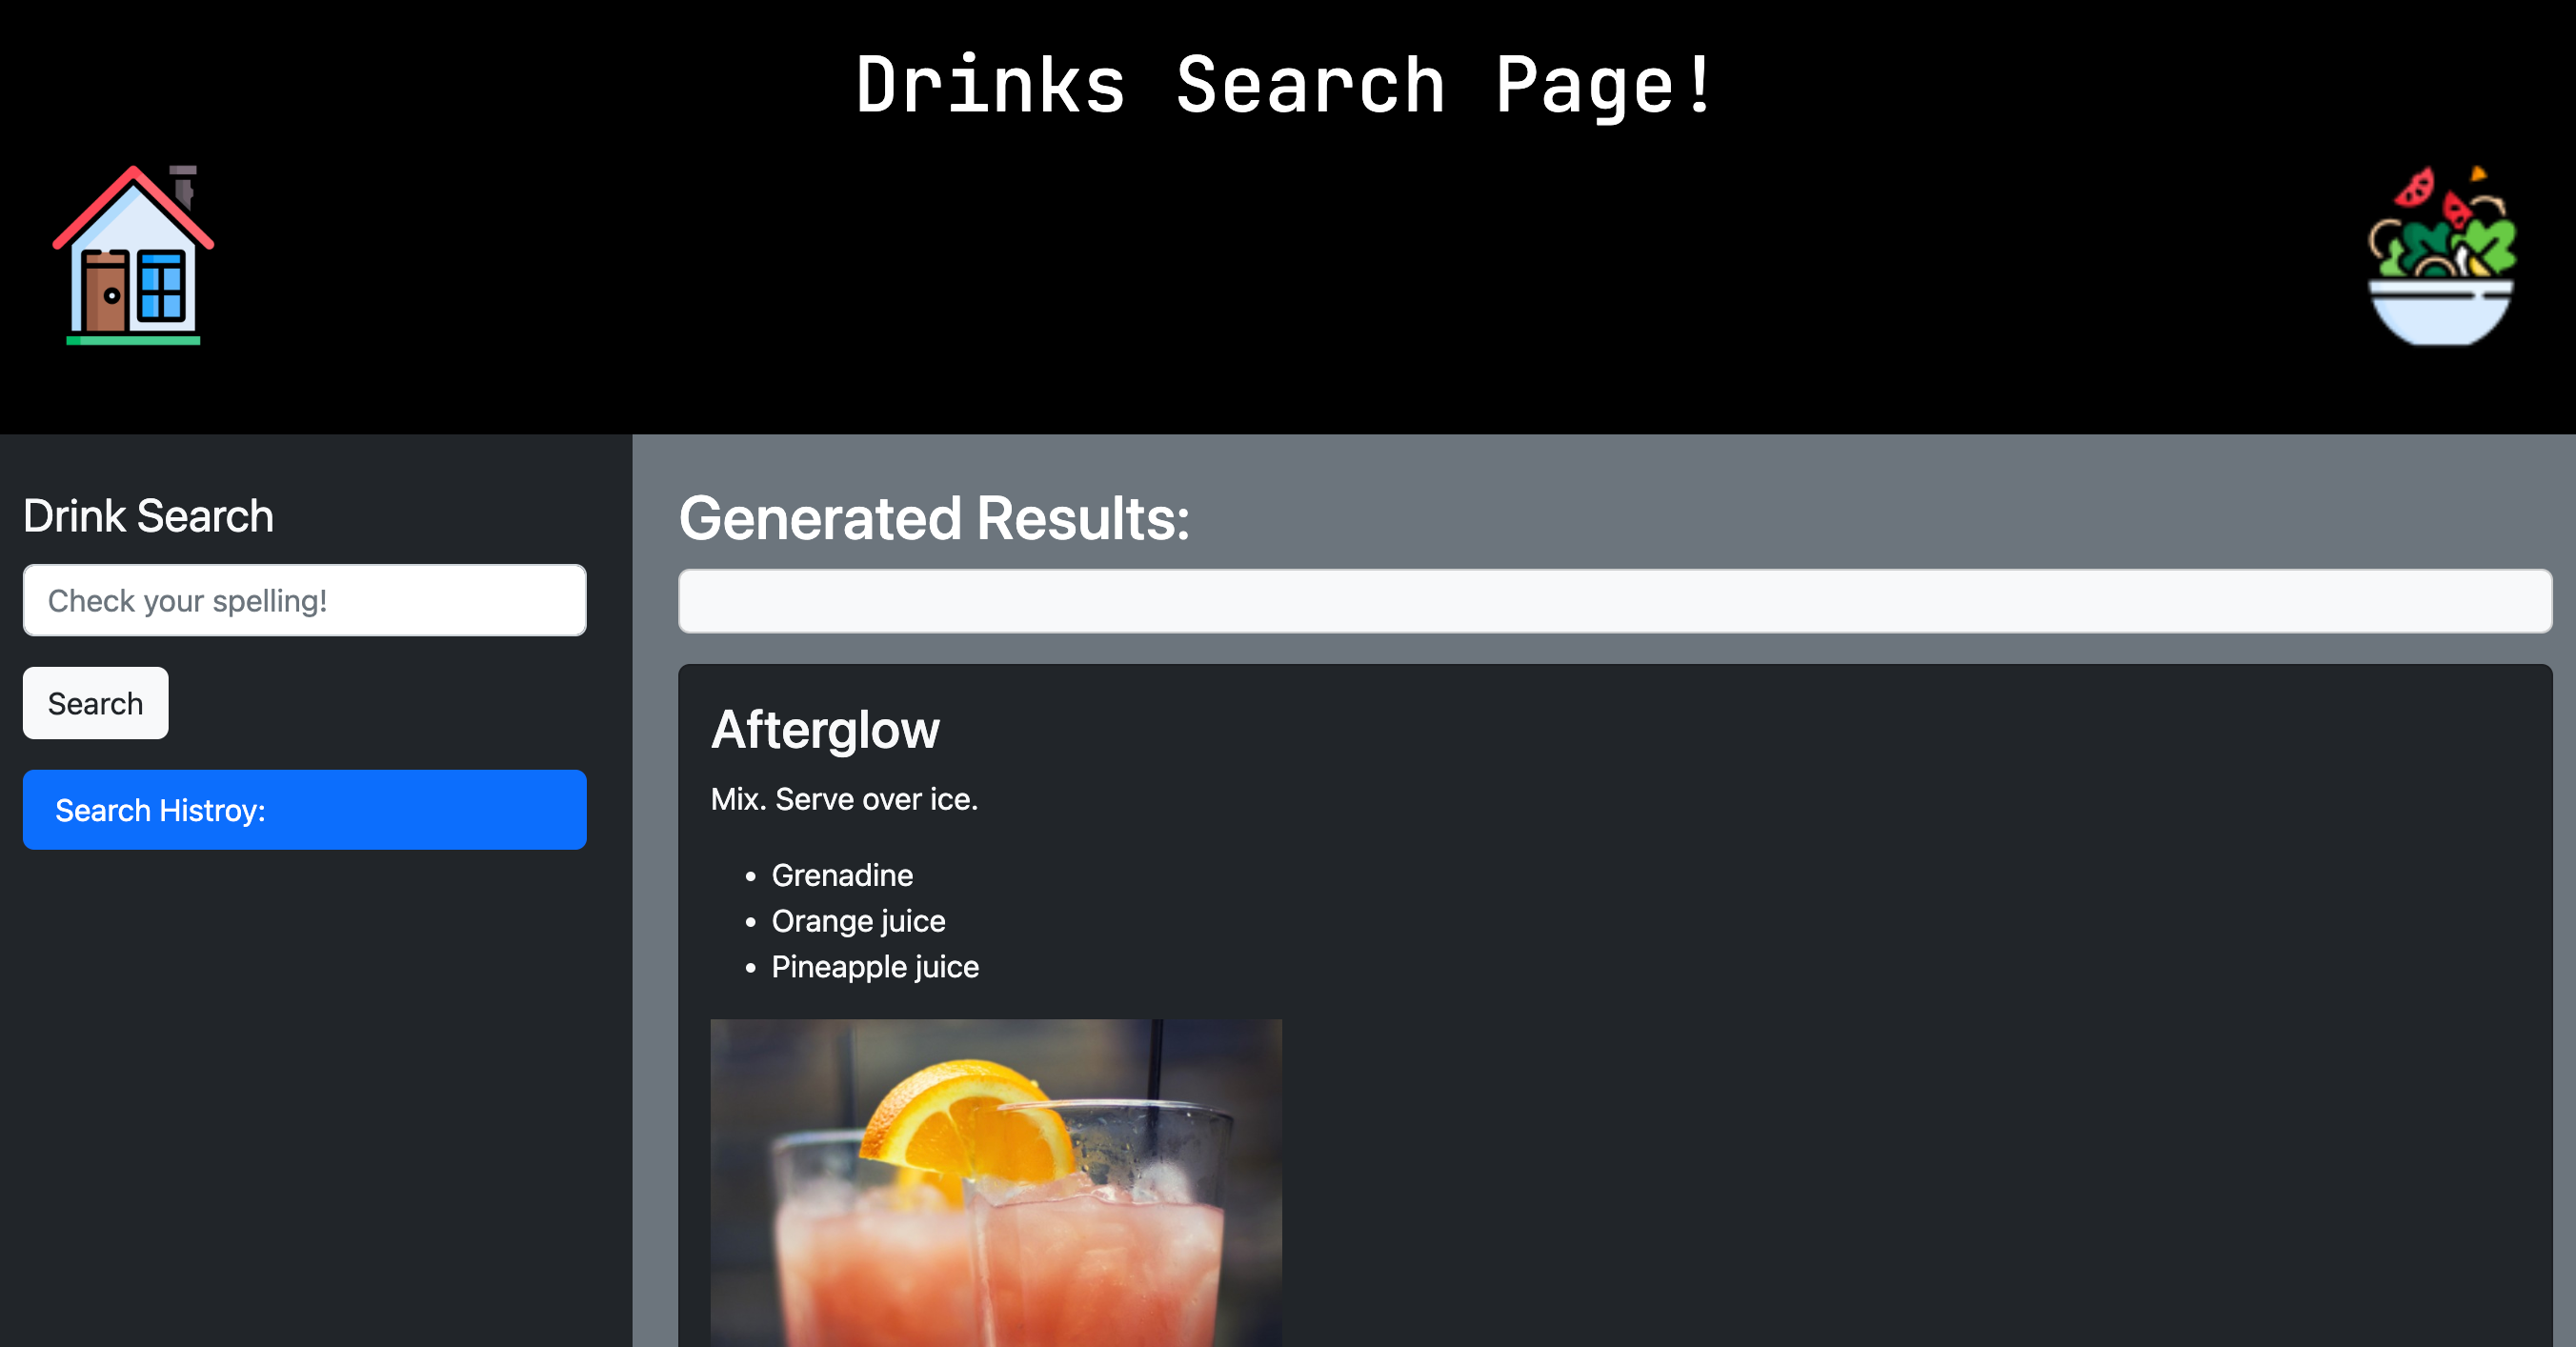 Drinks Search Page!
Drink Search
Check your spelling!
Search
Search Histroy:
Generated Results:
Afterglow
Mix. Serve over ice.
Grenadine
Orange juice
Pineapple juice